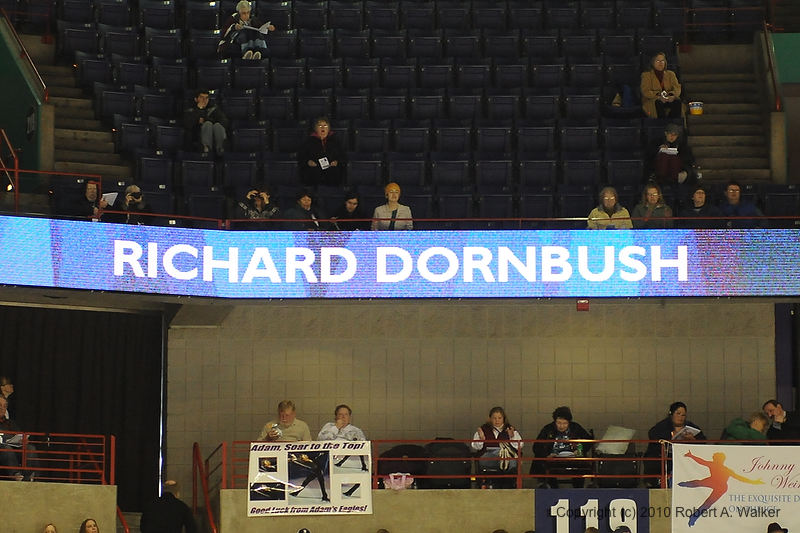 RICHARD DORNBUSH
Adam, Soar to the Top!
Good Luck from Adam's Eagles!
Johnny
Weir
THE EXQUISITE
118
Copyright (c) 2010 Robert A. Walker